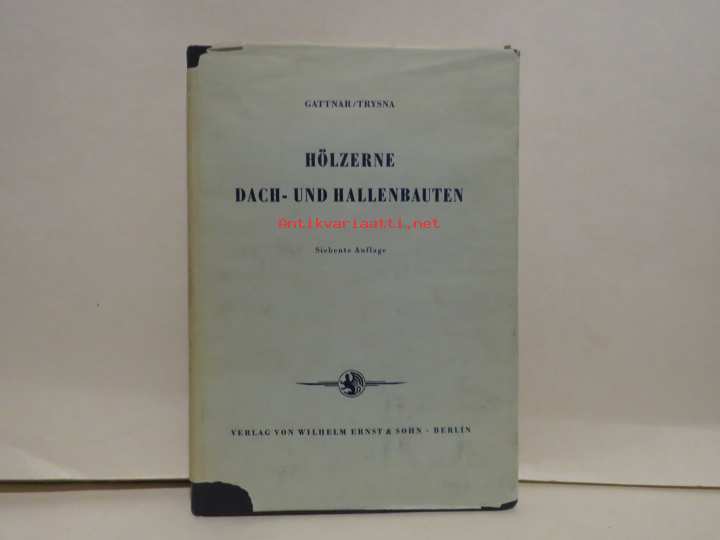 GATTNAR/TRYSNA
HÖLZERNE
DACH- UND HALLENBAUTEN
Antikvariaatti.net
Siebente Auflage
VERLAG VON WILHELM ERNST & SOHN · BERLIN